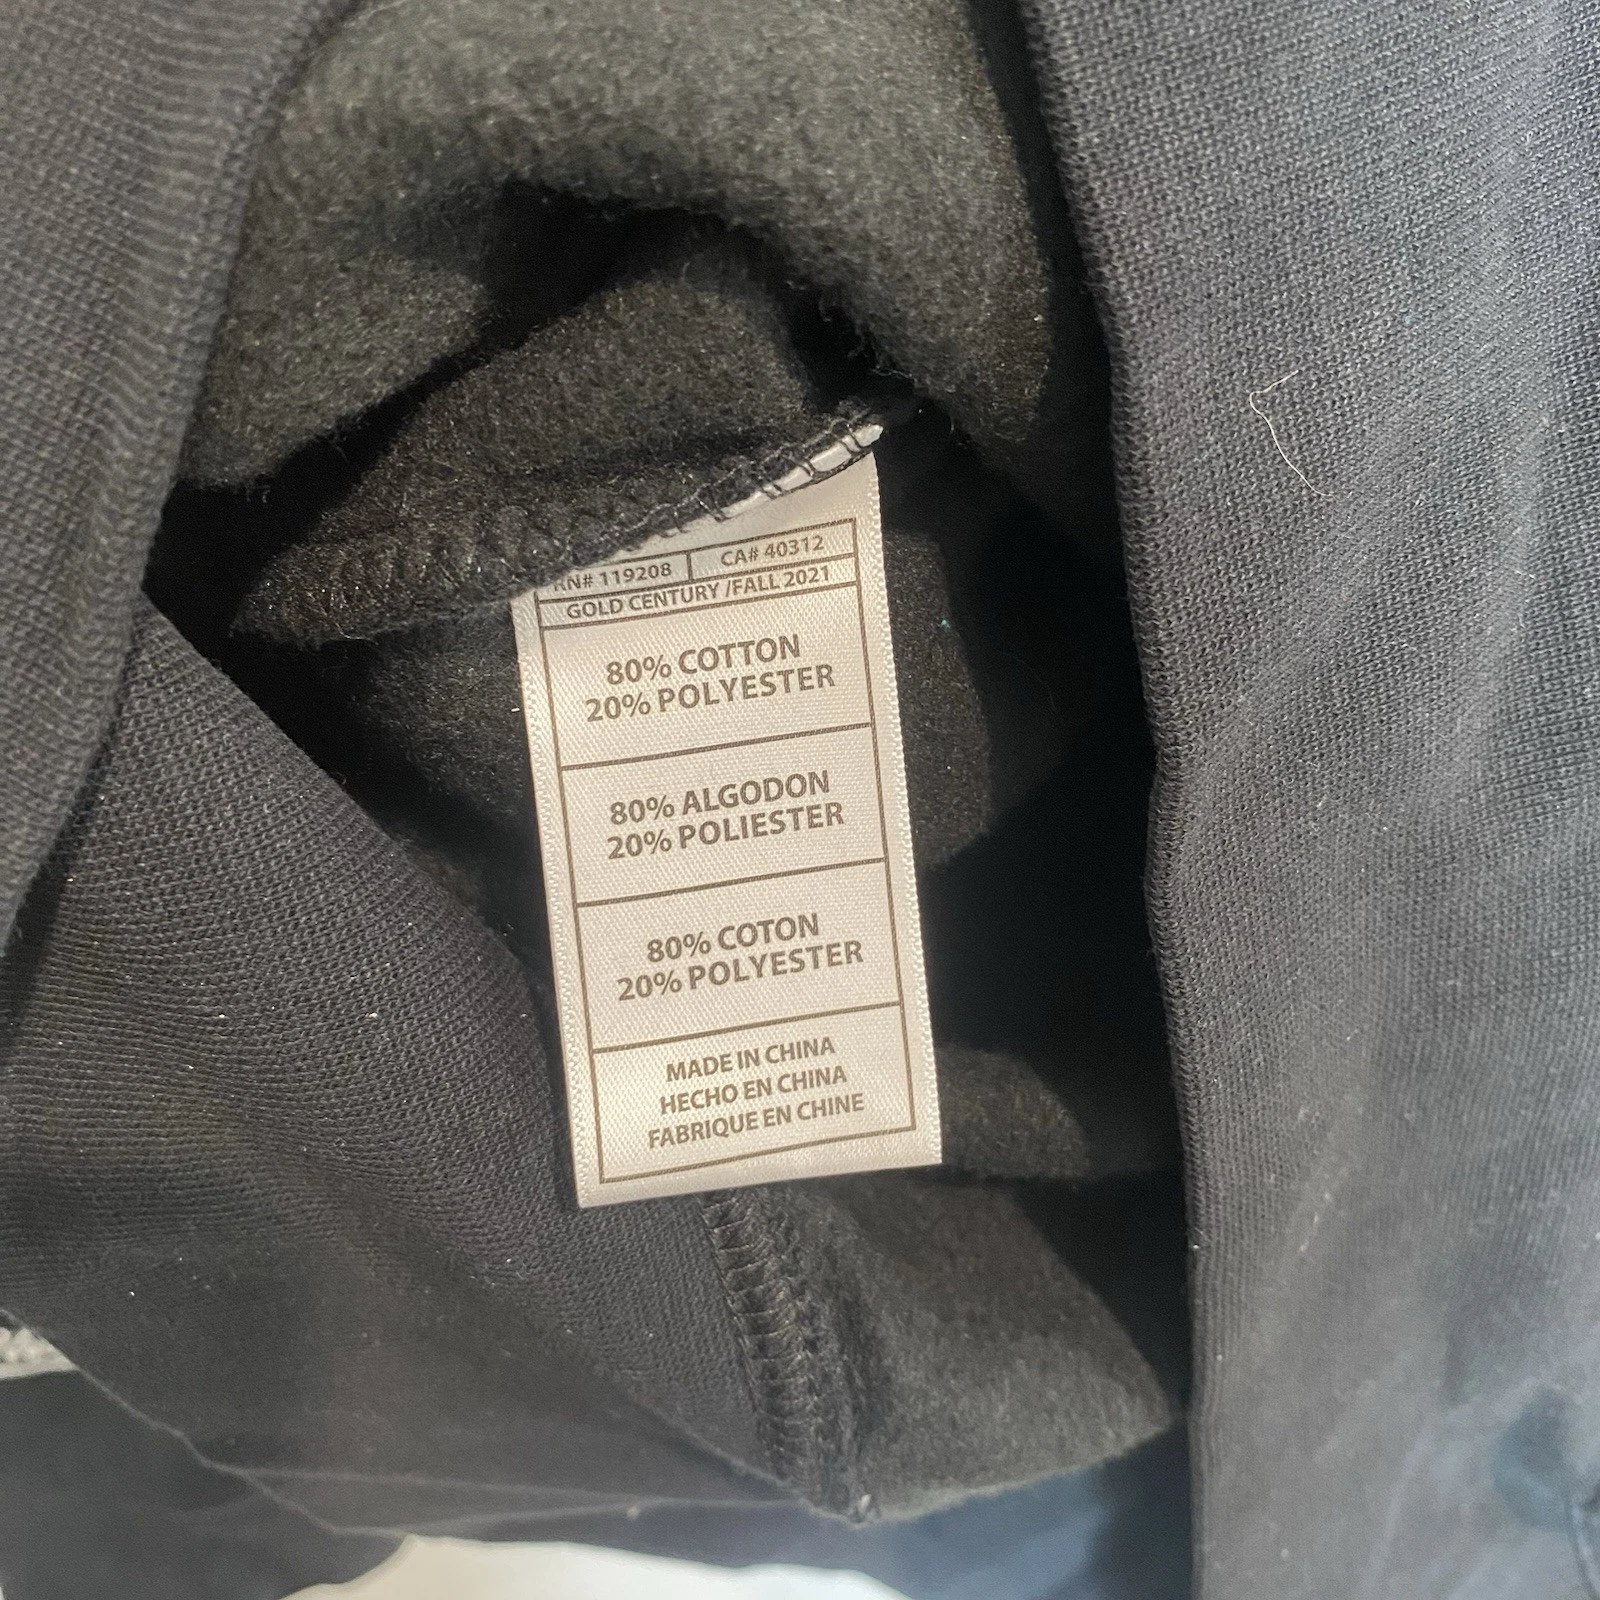 RN# 119208 CA# 40312
GOLD CENTURY /FALL 2021
80% COTTON
20% POLYESTER
80% ALGODON
20% POLIESTER
80% COTON
20% POLYESTER
MADE IN CHINA
HECHO EN CHINA
FABRIQUE EN CHINE